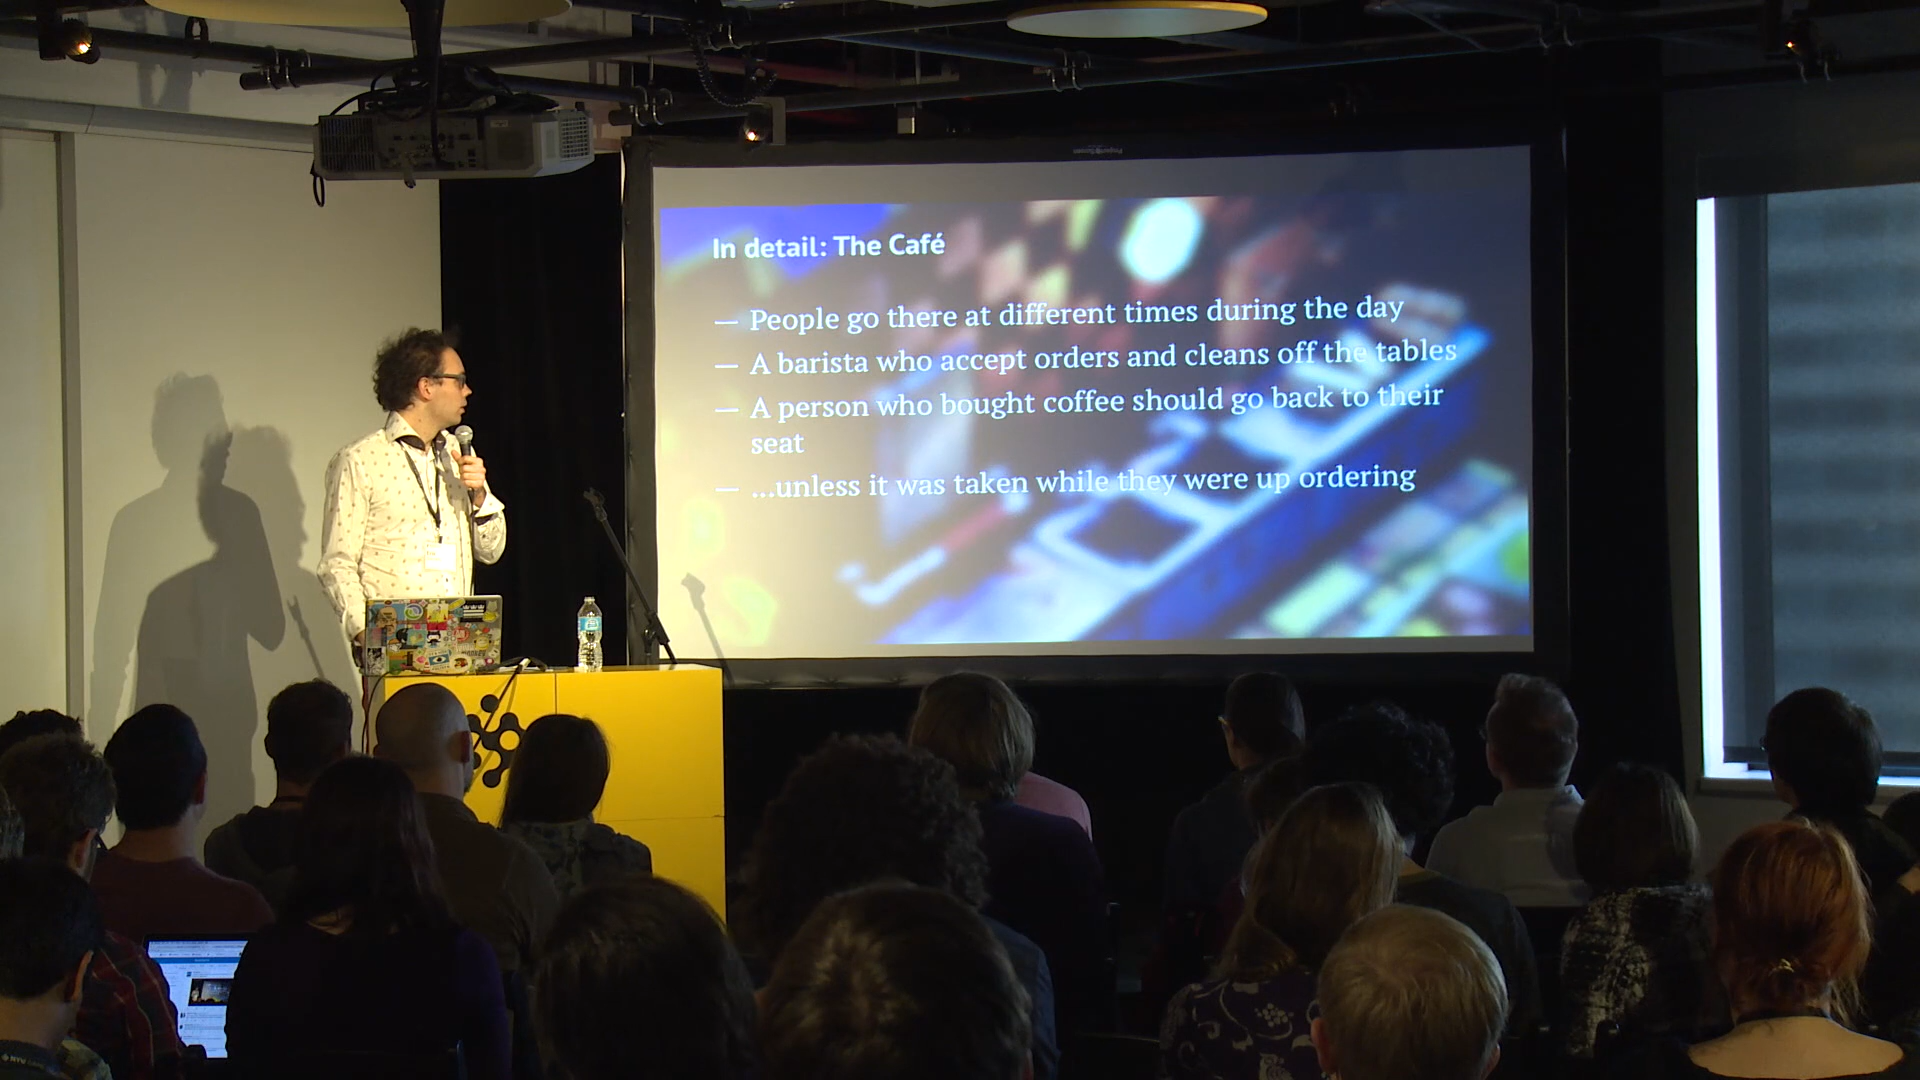 In detail: The Café
— People go there at different times during the day
— A barista who accept orders and cleans off the tables
— A person who bought coffee should go back to their
seat
— ...unless it was taken while they were up ordering